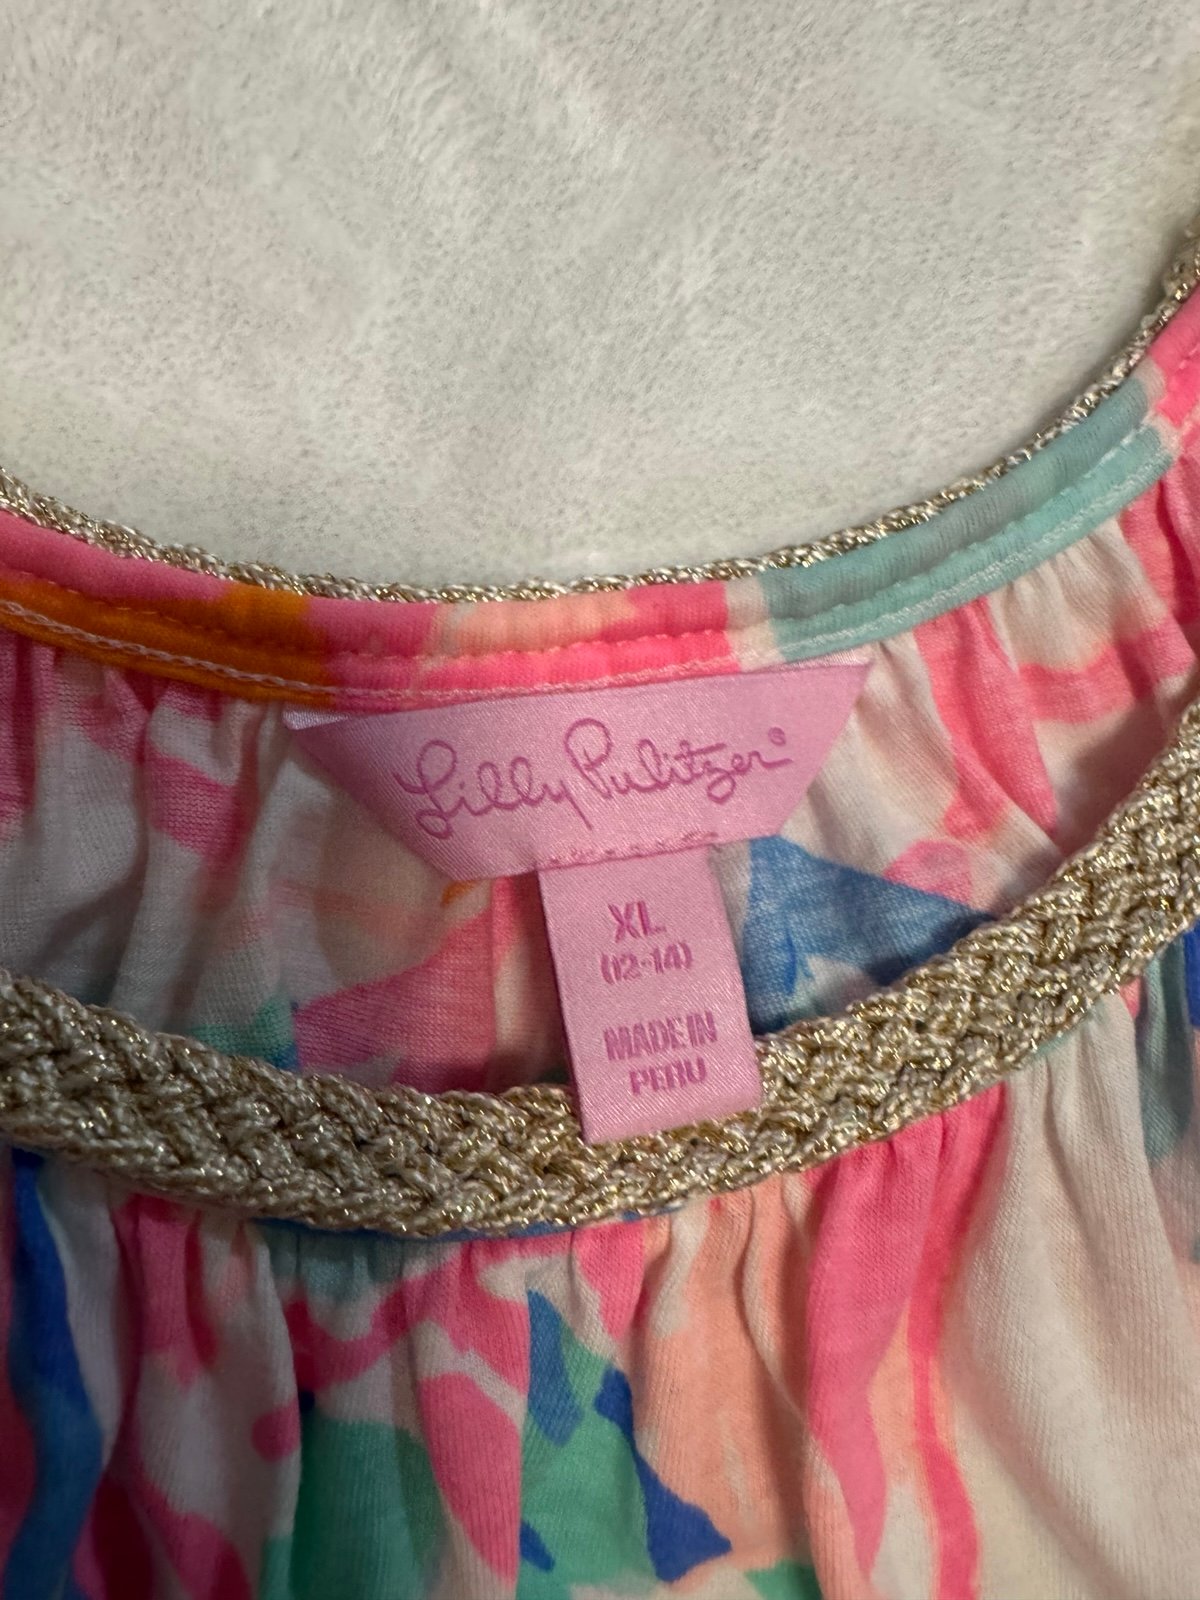 Lilly Pulitzer®
XL
(12-14)
MADE IN
PERU